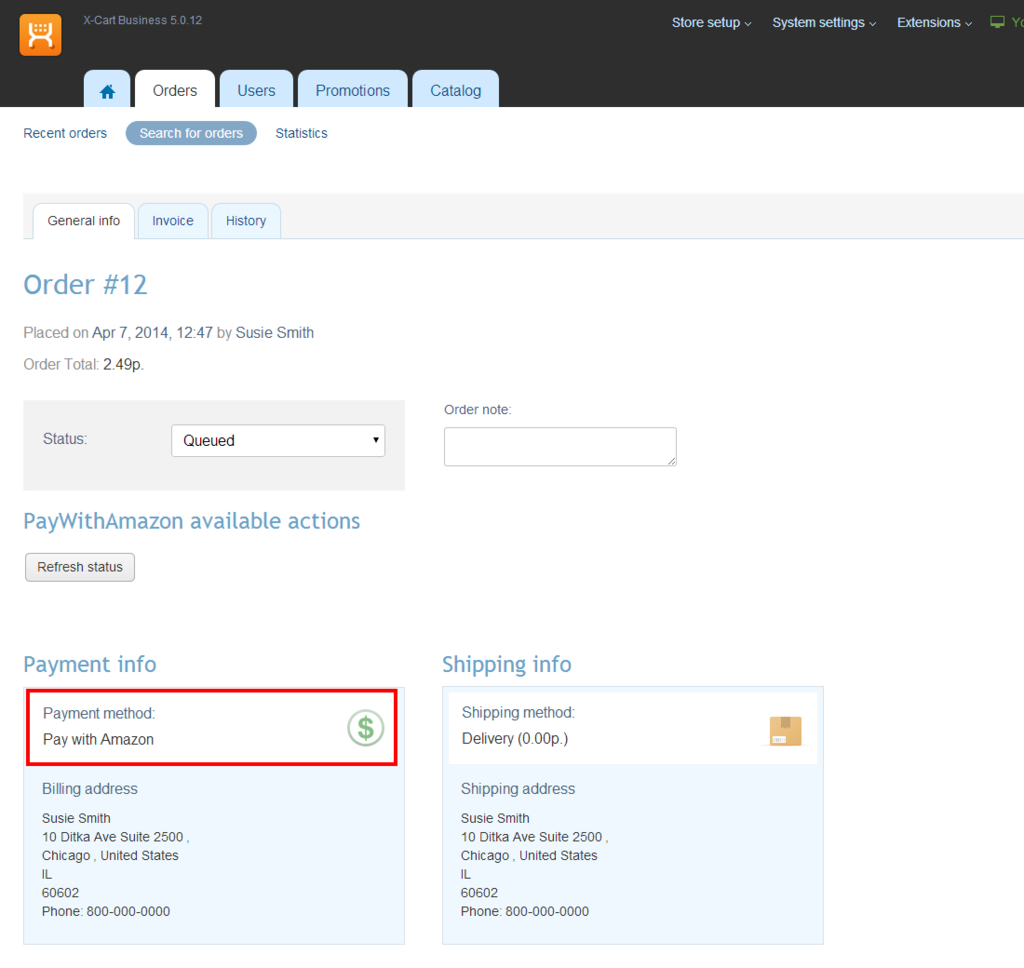 X-Cart Business 5.0.12
Store setup
System settings
Extensions
Orders
Users
Promotions
Catalog
Recent orders
Search for orders
Statistics
General info
Invoice
History
Order #12
Placed on Apr 7, 2014, 12:47 by Susie Smith
Order Total: 2.49p.
Status:
Queued
Order note:
PayWithAmazon available actions
Refresh status
Payment info
Payment method:
Pay with Amazon
$
Billing address
Susie Smith
10 Ditka Ave Suite 2500 ,
Chicago , United States
IL
60602
Phone: 800-000-0000
Shipping info
Shipping method:
Delivery (0.00p.)
Shipping address
Susie Smith
10 Ditka Ave Suite 2500 ,
Chicago , United States
IL
60602
Phone: 800-000-0000